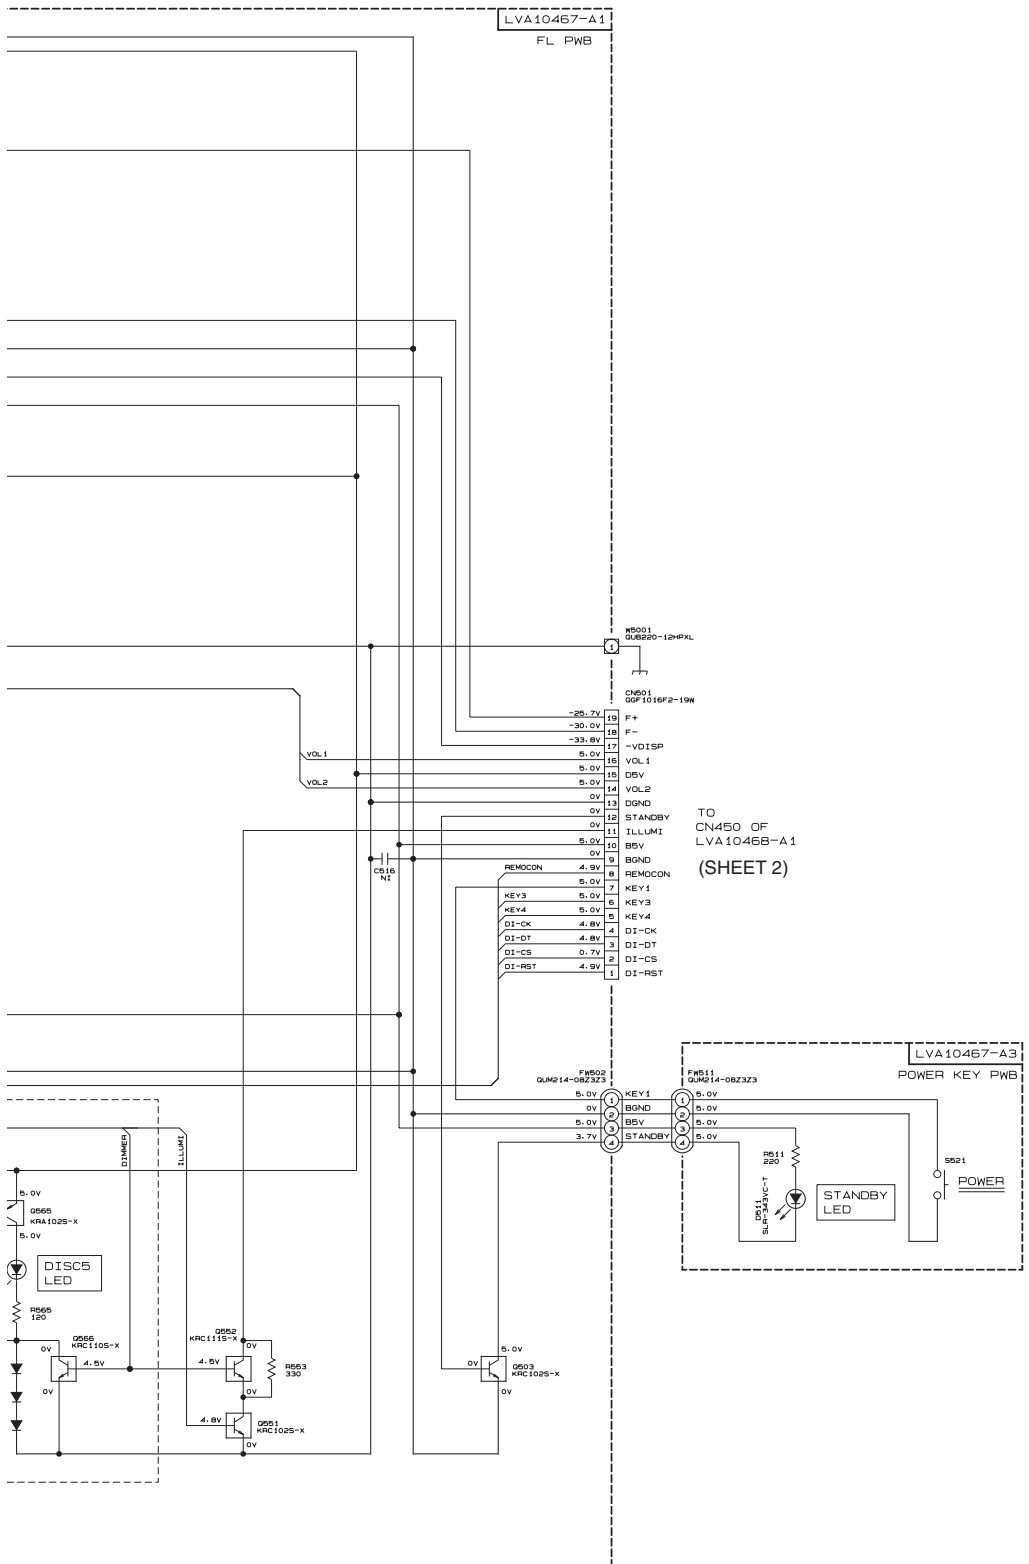 LVA10467-A1
FL PWB
W5001
QUB220-12HPXL
1
CN501
QGF1016F2-19W
-25.7V 19 F+
-30.0V 18 F-
-33.8V 17 -VDISP
VOL1 5.0V 16 VOL1
5.0V 15 D5V
VOL2 5.0V 14 VOL2
0V 13 DGND
0V 12 STANDBY
0V 11 ILLUMI
5.0V 10 B5V
0V 9 BGND
REMOCON 4.9V 8 REMOCON
5.0V 7 KEY1
KEY3 5.0V 6 KEY3
KEY4 5.0V 5 KEY4
DI-CK 4.8V 4 DI-CK
DI-DT 4.8V 3 DI-DT
DI-CS 0.7V 2 DI-CS
DI-RST 4.9V 1 DI-RST
TO
CN450 OF
LVA10468-A1
(SHEET 2)
C516
NI
LVA10467-A3
POWER KEY PWB
FW502
QUM214-08Z3Z3
FW511
QUM214-08Z3Z3
5.0V 1 KEY1 1 5.0V
0V 2 BGND 2 5.0V
5.0V 3 B5V 3 5.0V
3.7V 4 STANDBY 4 5.0V
R511
220
D511
SLR-343VC-T
STANDBY
LED
S521
POWER
DIMMER
ILLUMI
5.0V
Q565
KRA102S-X
5.0V
DISC5
LED
R565
120
Q566
KRC110S-X
0V
4.5V
0V
Q552
KRC111S-X
0V
4.5V
0V
R553
330
4.8V
Q551
KRC102S-X
0V
5.0V
0V
Q503
KRC102S-X
0V